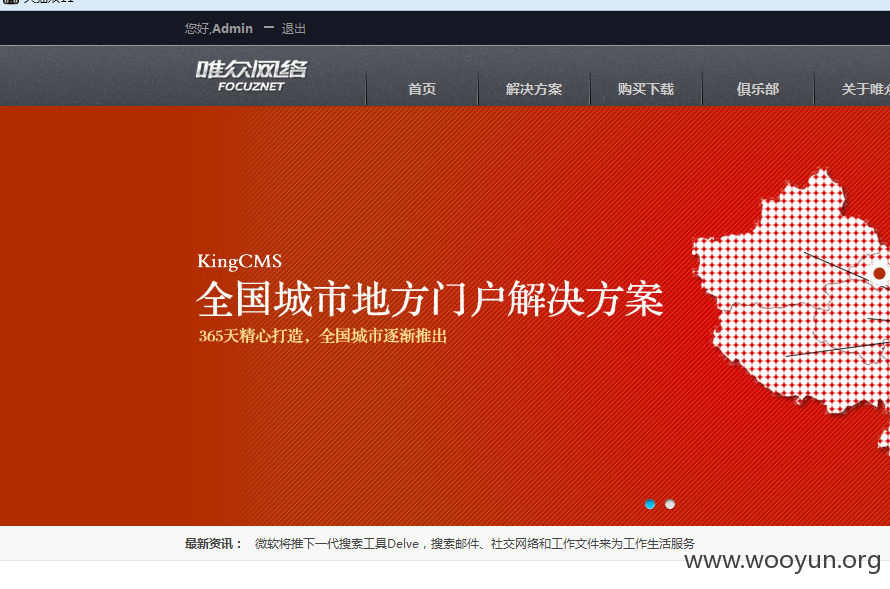 您好,Admin 一 退出
唯众网络
FOCUZNET
首页 解决方案 购买下载 俱乐部 关于唯
KingCMS
全国城市地方门户解决方案
365天精心打造，全国城市逐渐推出
最新资讯： 微软将推下一代搜索工具Delve，搜索邮件、社交网络和工作文件来为工作生活服务
www.wooyun.org